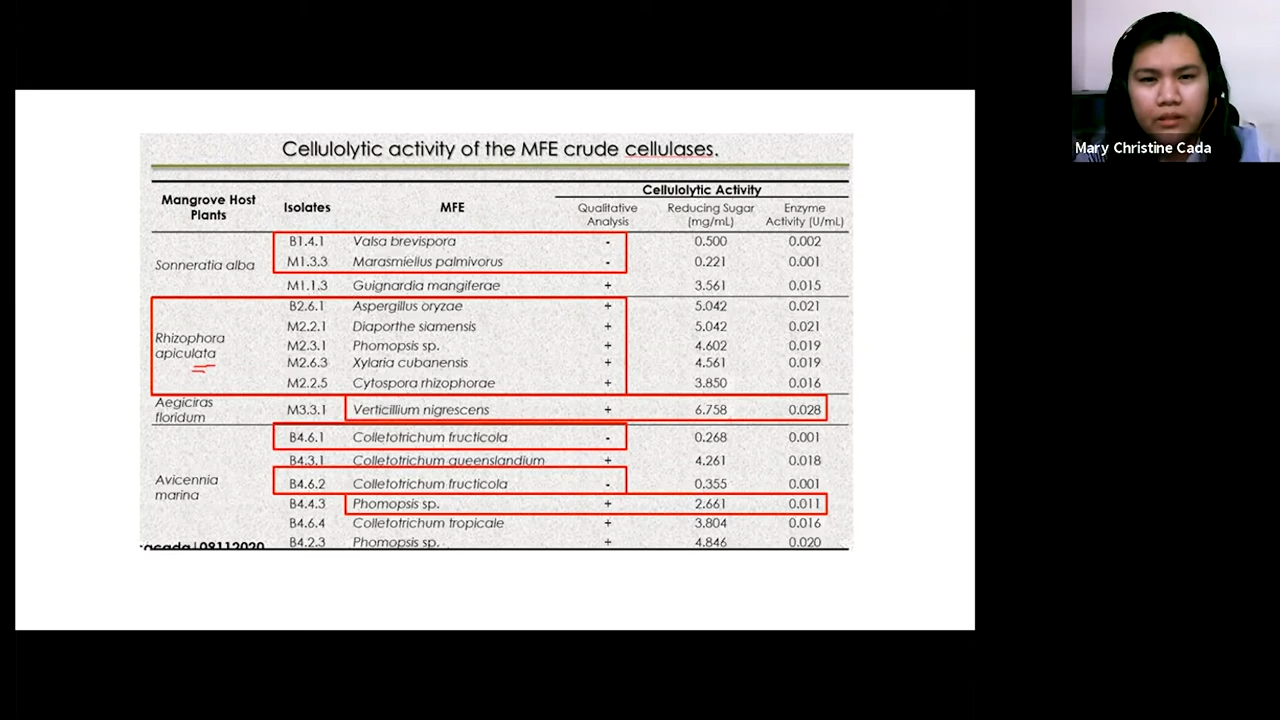 Cellulolytic activity of the MFE crude cellulases.
Mangrove Host Plants Isolates MFE Cellulolytic Activity
Qualitative Analysis Reducing Sugar (mg/mL) Enzyme Activity (U/mL)
Sonneratia alba
B1.4.1 Valsa brevispora - 0.500 0.002
M1.3.3 Marasmiellus palmivorus - 0.221 0.001
M1.1.3 Guignardia mangiferae + 3.561 0.015
Rhizophora apiculata
B2.6.1 Aspergillus oryzae + 5.042 0.021
M2.2.1 Diaporthe siamensis + 5.042 0.021
M2.3.1 Phomopsis sp. + 4.602 0.019
M2.6.3 Xylaria cubanensis + 4.561 0.019
M2.2.5 Cytospora rhizophorae + 3.850 0.016
Aegiciras floridum
M3.3.1 Verticillium nigrescens + 6.758 0.028
Avicennia marina
B4.6.1 Colletotrichum fructicola - 0.268 0.001
B4.3.1 Colletotrichum queenslandium + 4.261 0.018
B4.6.2 Colletotrichum fructicola - 0.355 0.001
B4.4.3 Phomopsis sp. + 2.661 0.011
B4.6.4 Colletotrichum tropicale + 3.804 0.016
B4.2.3 Phomopsis sp. + 4.846 0.020
Mary Christine Cada